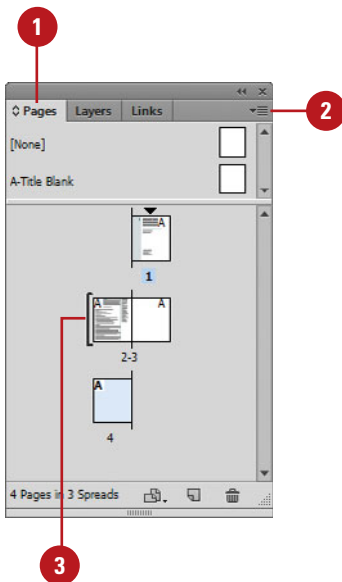 1
Pages Layers Links
2
[None]
A-Title Blank
A
1
A A
3
2-3
A
4
4 Pages in 3 Spreads